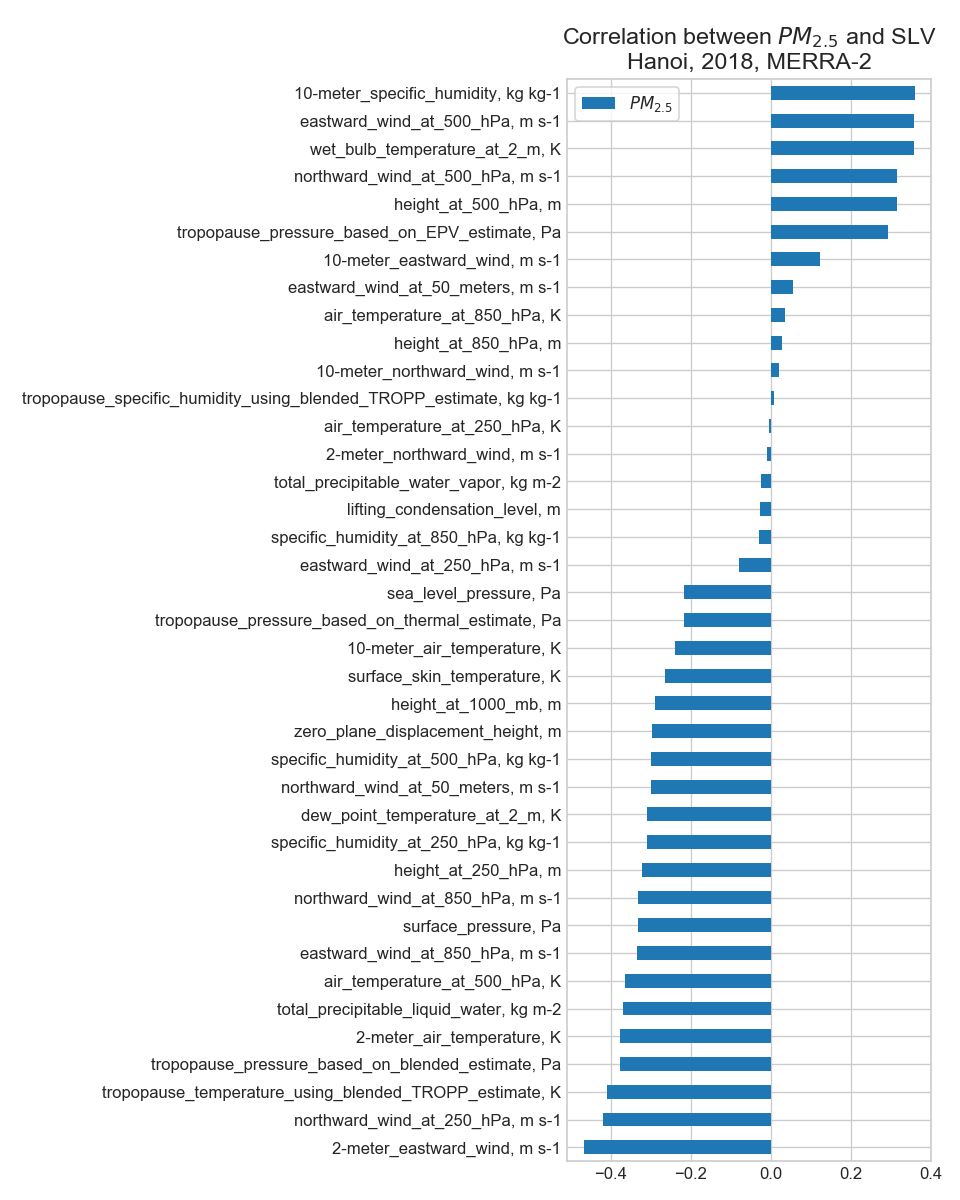 Correlation between PM2.5 and SLV
Hanoi, 2018, MERRA-2
PM2.5
10-meter_specific_humidity, kg kg-1
eastward_wind_at_500_hPa, m s-1
wet_bulb_temperature_at_2_m, K
northward_wind_at_500_hPa, m s-1
height_at_500_hPa, m
tropopause_pressure_based_on_EPV_estimate, Pa
10-meter_eastward_wind, m s-1
eastward_wind_at_50_meters, m s-1
air_temperature_at_850_hPa, K
height_at_850_hPa, m
10-meter_northward_wind, m s-1
tropopause_specific_humidity_using_blended_TROPP_estimate, kg kg-1
air_temperature_at_250_hPa, K
2-meter_northward_wind, m s-1
total_precipitable_water_vapor, kg m-2
lifting_condensation_level, m
specific_humidity_at_850_hPa, kg kg-1
eastward_wind_at_250_hPa, m s-1
sea_level_pressure, Pa
tropopause_pressure_based_on_thermal_estimate, Pa
10-meter_air_temperature, K
surface_skin_temperature, K
height_at_1000_mb, m
zero_plane_displacement_height, m
specific_humidity_at_500_hPa, kg kg-1
northward_wind_at_50_meters, m s-1
dew_point_temperature_at_2_m, K
specific_humidity_at_250_hPa, kg kg-1
height_at_250_hPa, m
northward_wind_at_850_hPa, m s-1
surface_pressure, Pa
eastward_wind_at_850_hPa, m s-1
air_temperature_at_500_hPa, K
total_precipitable_liquid_water, kg m-2
2-meter_air_temperature, K
tropopause_pressure_based_on_blended_estimate, Pa
tropopause_temperature_using_blended_TROPP_estimate, K
northward_wind_at_250_hPa, m s-1
2-meter_eastward_wind, m s-1
−0.4 −0.2 0.0 0.2 0.4